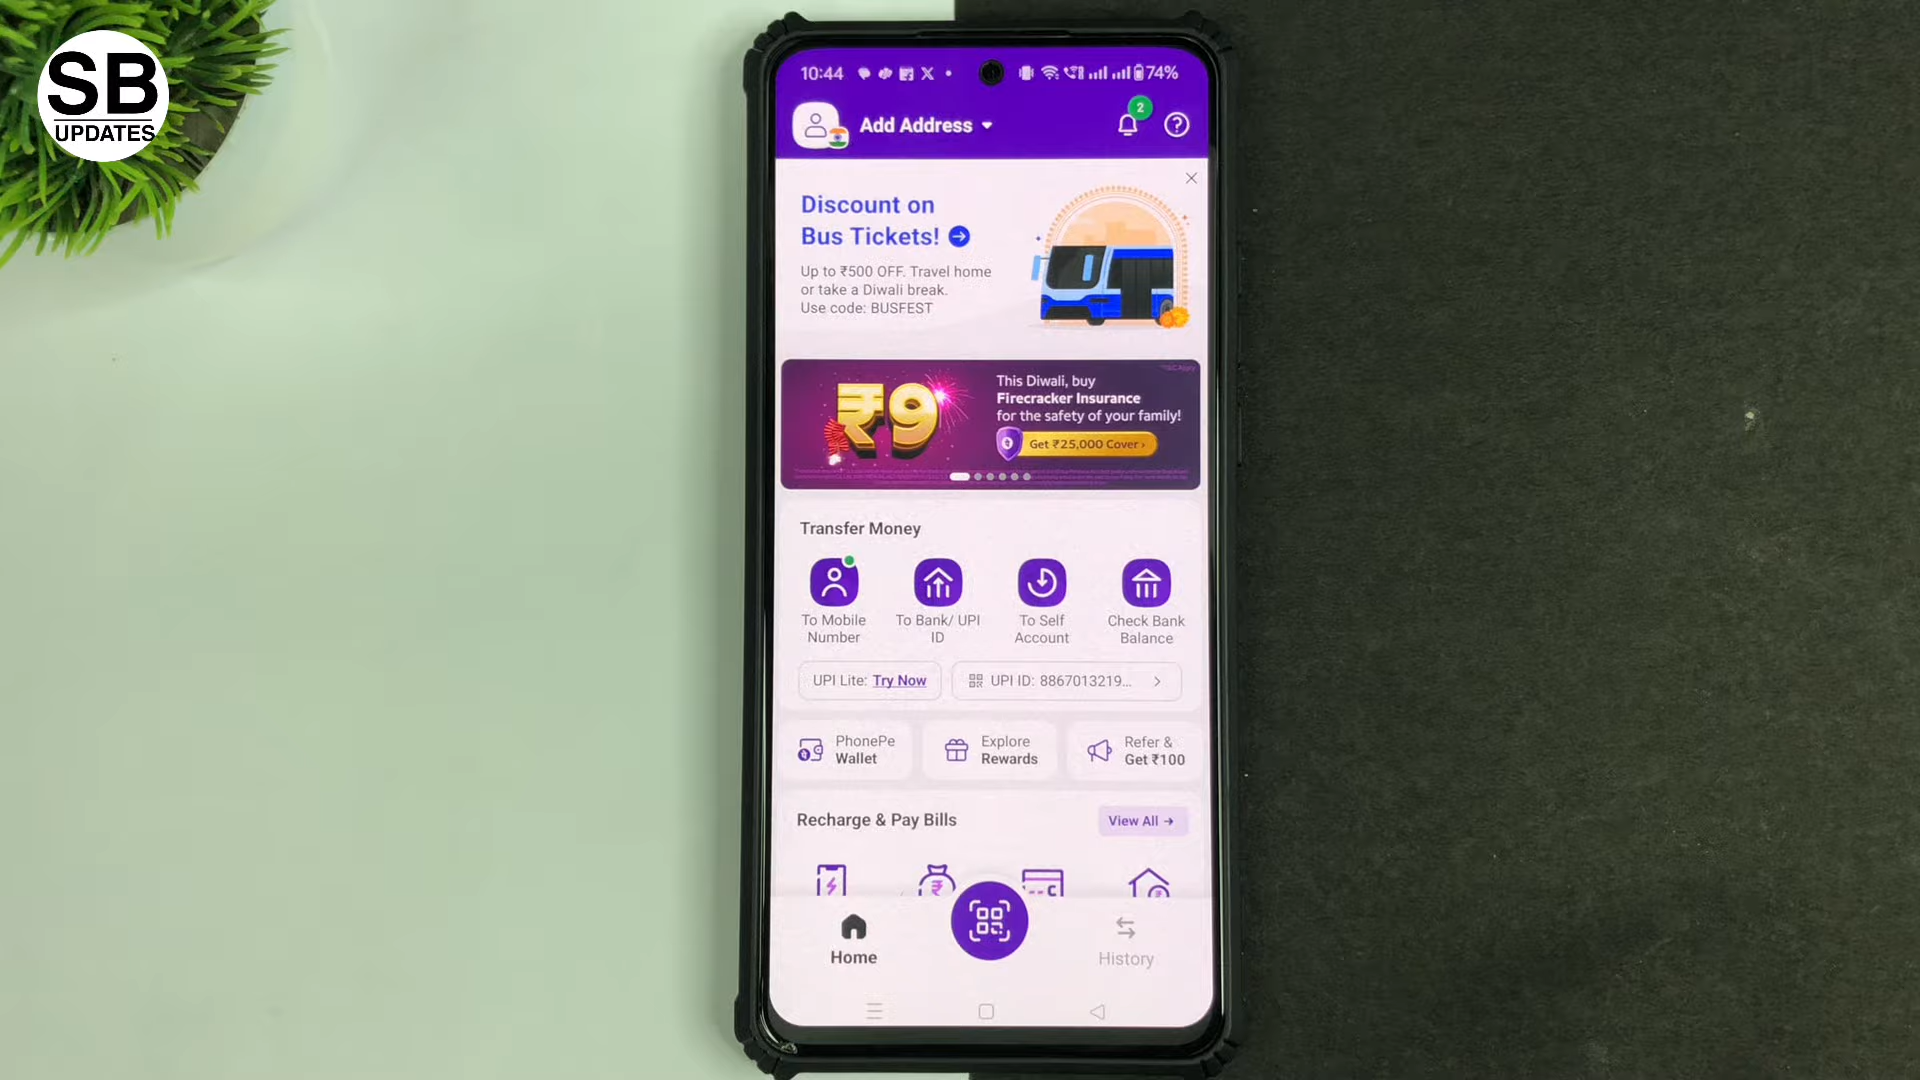 SB
UPDATES
10:44
74%
Add Address
2
Discount on
Bus Tickets!
Up to ₹500 OFF. Travel home
or take a Diwali break.
Use code: BUSFEST
₹9
This Diwali, buy
Firecracker Insurance
for the safety of your family!
Get ₹25,000 Cover ›
Transfer Money
To Mobile
Number
To Bank/ UPI
ID
To Self
Account
Check Bank
Balance
UPI Lite: Try Now
UPI ID: 8867013219...
PhonePe
Wallet
Explore
Rewards
Refer &
Get ₹100
Recharge & Pay Bills
View All →
Home
History